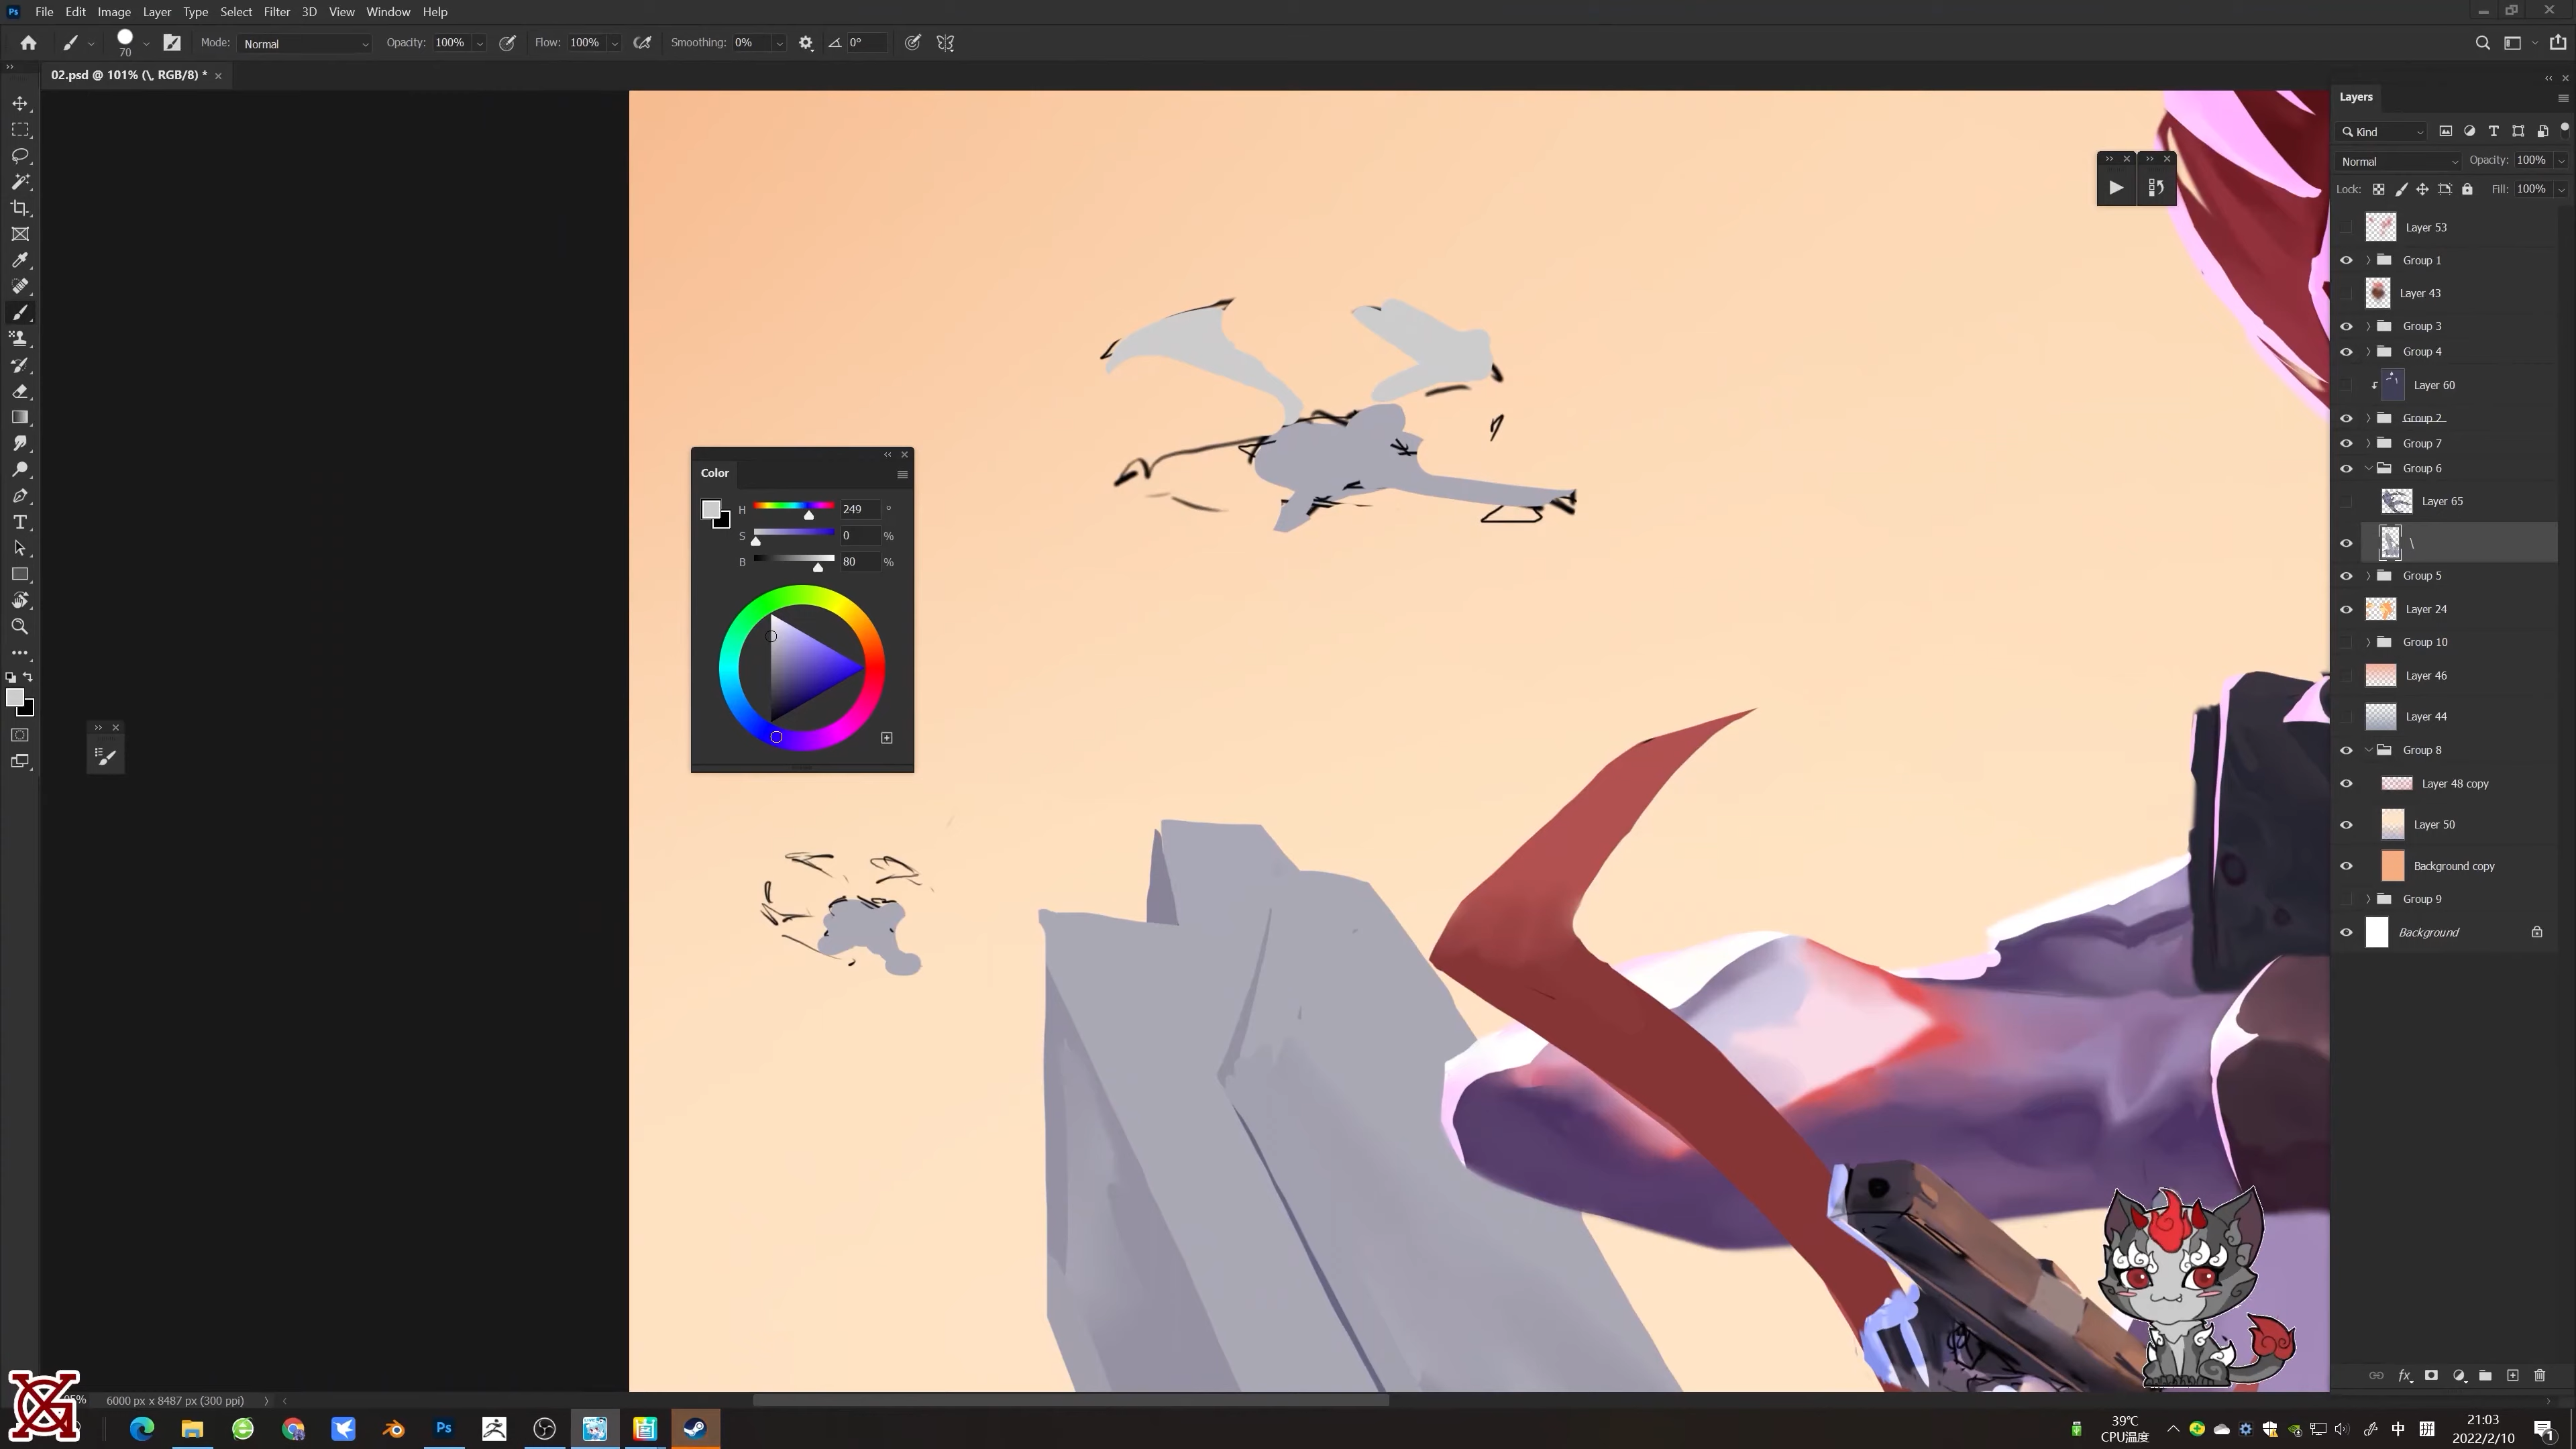 Ps File Edit Image Layer Type Select Filter 3D View Window Help
70 Mode: Normal Opacity: 100% Flow: 100% Smoothing: 0% 0°
02.psd @ 101% (\, RGB/8) * ×
Layers
Kind
Normal Opacity: 100%
Lock: Fill: 100%
Layer 53
Group 1
Layer 43
Group 3
Group 4
Layer 60
Group 2
Group 7
Group 6
Layer 65
\
Group 5
Layer 24
Group 10
Layer 46
Layer 44
Group 8
Layer 48 copy
Layer 50
Background copy
Group 9
Background
Color
H 249 °
S 0 %
B 80 %
6000 px x 8487 px (300 ppi)
Ps
39℃
CPU温度
中
拼
21:03
2022/2/10
1